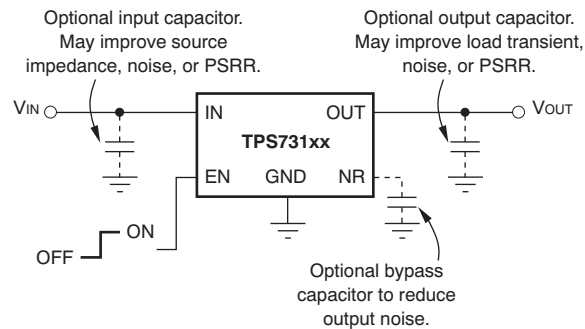 Optional input capacitor.
May improve source
impedance, noise, or PSRR.
Optional output capacitor.
May improve load transient,
noise, or PSRR.
VIN
IN
OUT
VOUT
TPS731xx
EN
GND
NR
ON
OFF
Optional bypass
capacitor to reduce
output noise.